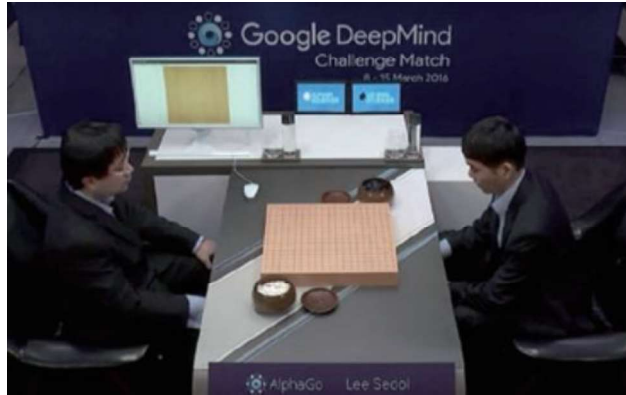 Google DeepMind
Challenge Match
8 - 15 March 2016
AlphaGo Lee Sedol